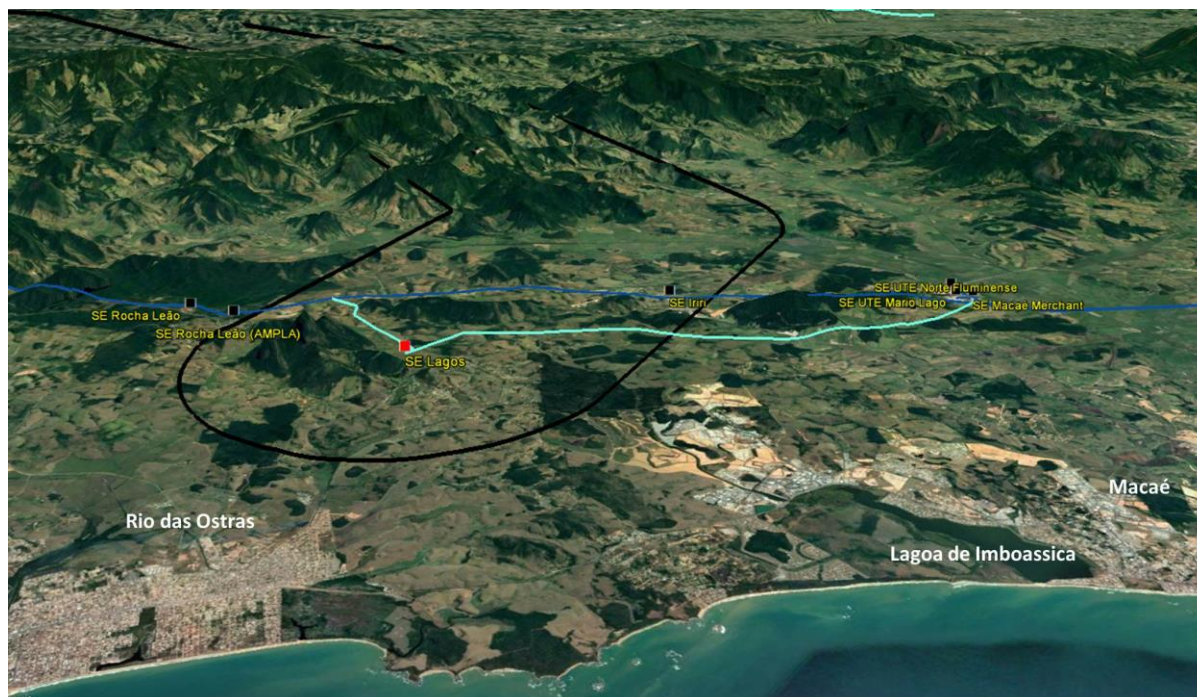 SE UTE Norte Fluminense
SE Rocha Leão
SE Iriri
SE UTE Mario Lago
SE Macaé Merchant
SE Rocha Leão (AMPLA)
SE Lagos
Macaé
Rio das Ostras
Lagoa de Imboassica